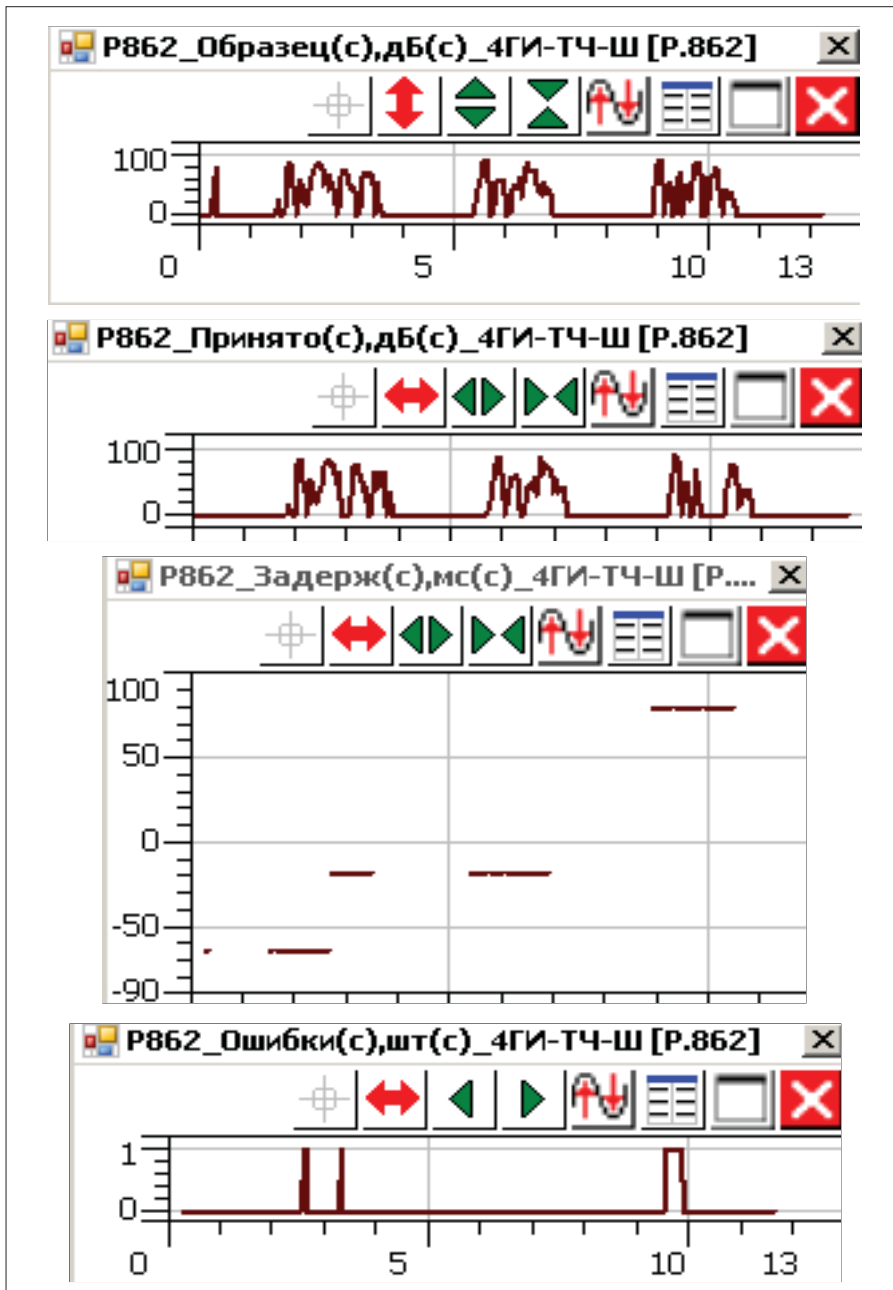 P862_Образец(с),дБ(с)_4ГИ-ТЧ-Ш [P.862]
100
0
0 5 10 13
P862_Принято(с),дБ(с)_4ГИ-ТЧ-Ш [P.862]
100
0
P862_Задерж(с),мс(с)_4ГИ-ТЧ-Ш [P....
100
50
0
-50
-90
P862_Ошибки(с),шт(с)_4ГИ-ТЧ-Ш [P.862]
1
0
0 5 10 13